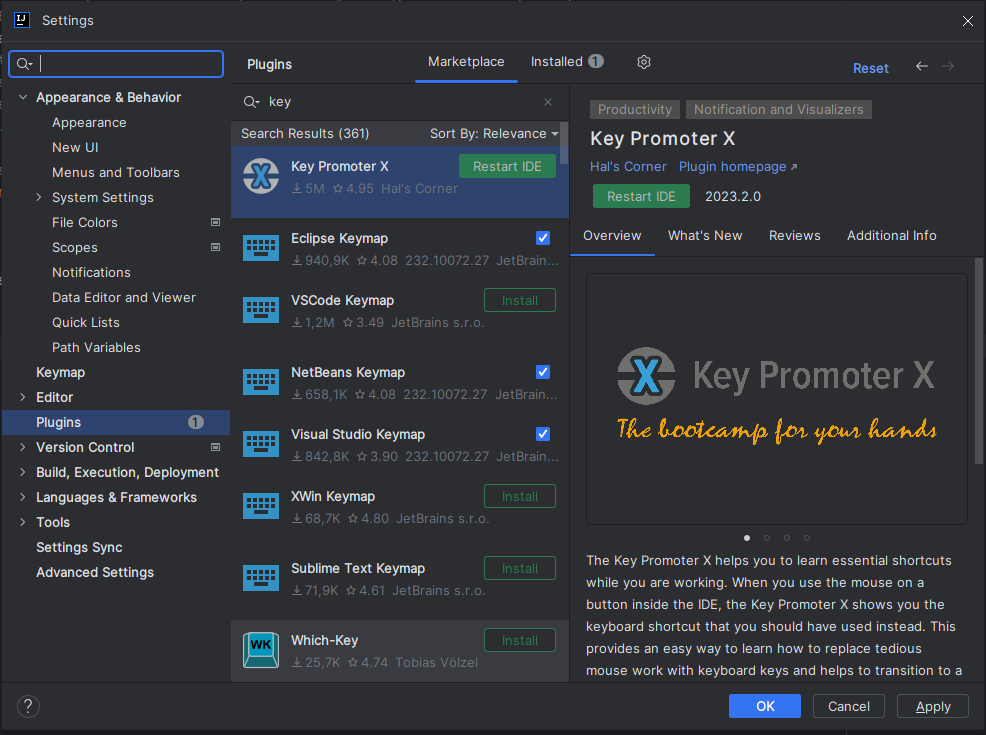 Settings
Appearance & Behavior
Appearance
New UI
Menus and Toolbars
System Settings
File Colors
Scopes
Notifications
Data Editor and Viewer
Quick Lists
Path Variables
Keymap
Editor
Plugins 1
Version Control
Build, Execution, Deployment
Languages & Frameworks
Tools
Settings Sync
Advanced Settings
Plugins
Marketplace Installed 1
Reset
key
Search Results (361) Sort By: Relevance
Key Promoter X Restart IDE
5M 4.95 Hal's Corner
Eclipse Keymap
940,9K 4.08 232.10072.27 JetBrain...
VSCode Keymap Install
1,2M 3.49 JetBrains s.r.o.
NetBeans Keymap
658,1K 4.08 232.10072.27 JetBrain...
Visual Studio Keymap
842,8K 3.90 232.10072.27 JetBrain...
XWin Keymap Install
68,7K 4.80 JetBrains s.r.o.
Sublime Text Keymap Install
71,9K 4.61 JetBrains s.r.o.
WK
Which-Key Install
25,7K 4.74 Tobias Völzel
Productivity Notification and Visualizers
Key Promoter X
Hal's Corner Plugin homepage
Restart IDE 2023.2.0
Overview What's New Reviews Additional Info
X Key Promoter X
The bootcamp for your hands
The Key Promoter X helps you to learn essential shortcuts
while you are working. When you use the mouse on a
button inside the IDE, the Key Promoter X shows you the
keyboard shortcut that you should have used instead. This
provides an easy way to learn how to replace tedious
mouse work with keyboard keys and helps to transition to a
?
OK Cancel Apply